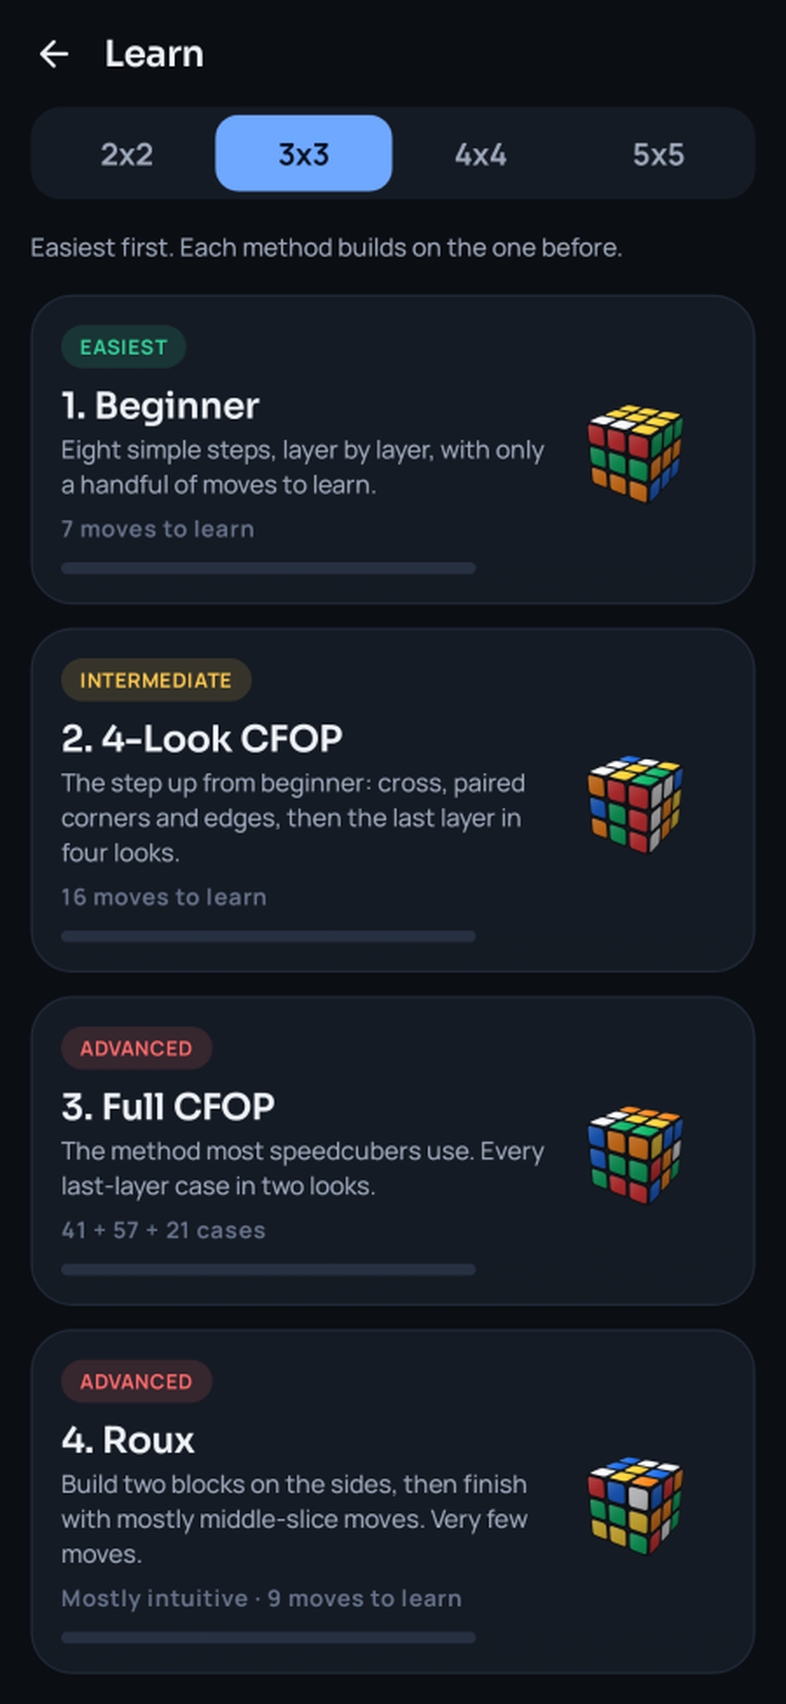 Learn
2x2 3x3 4x4 5x5
Easiest first. Each method builds on the one before.
EASIEST
1. Beginner
Eight simple steps, layer by layer, with only
a handful of moves to learn.
7 moves to learn
INTERMEDIATE
2. 4-Look CFOP
The step up from beginner: cross, paired
corners and edges, then the last layer in
four looks.
16 moves to learn
ADVANCED
3. Full CFOP
The method most speedcubers use. Every
last-layer case in two looks.
41 + 57 + 21 cases
ADVANCED
4. Roux
Build two blocks on the sides, then finish
with mostly middle-slice moves. Very few
moves.
Mostly intuitive · 9 moves to learn